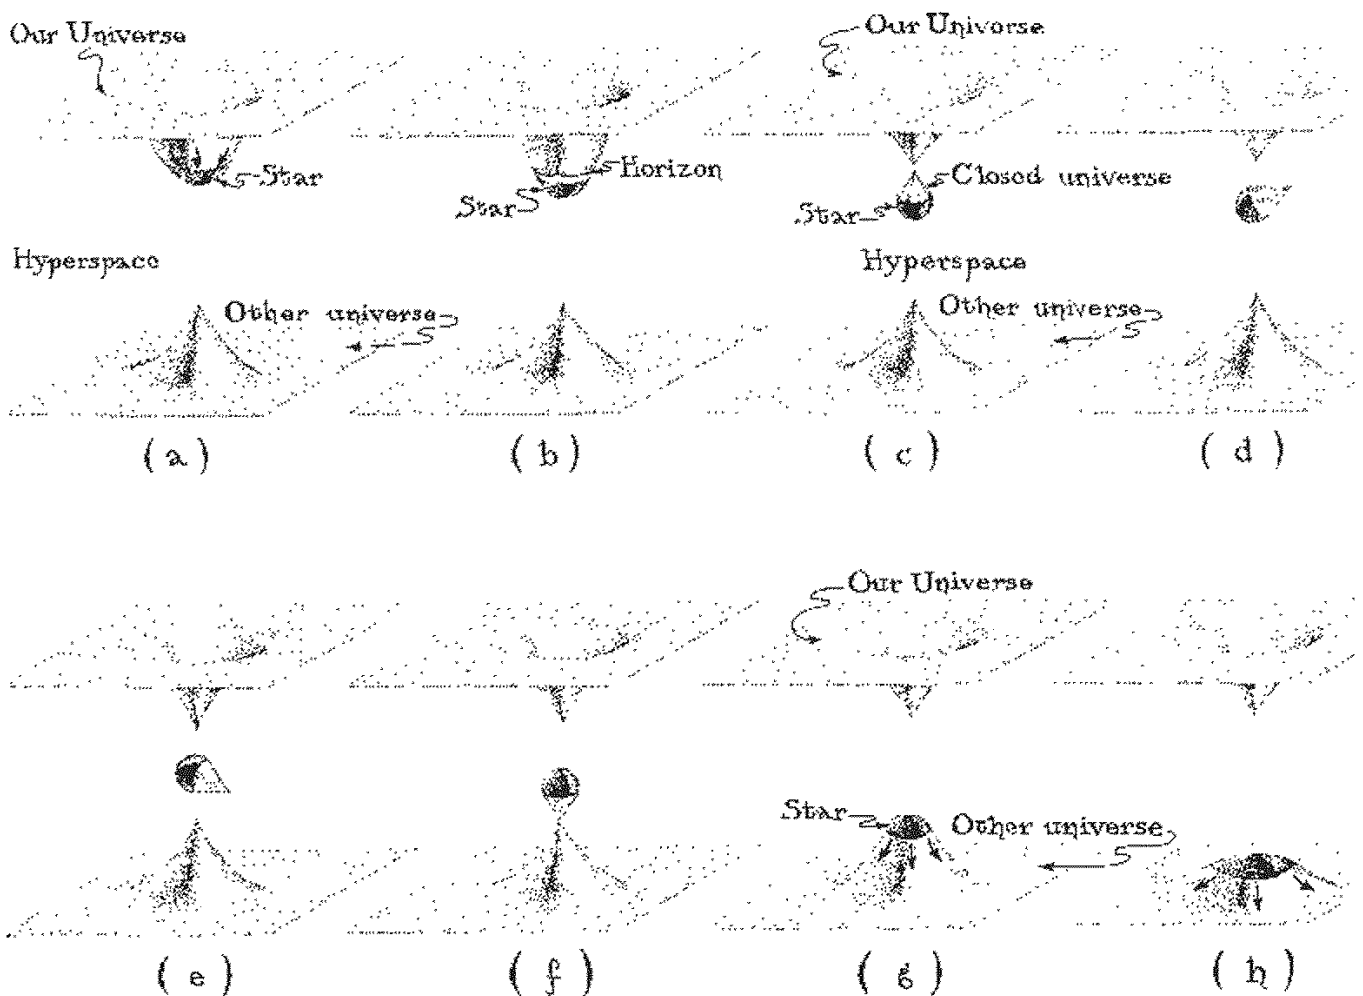 Our Universe
Our Universe
Star
Horizon
Star
Closed universe
Star
Hyperspace
Hyperspace
Other universe
Other universe
(a)
(b)
(c)
(d)
Our Universe
Star
Other universe
(e)
(f)
(g)
(h)